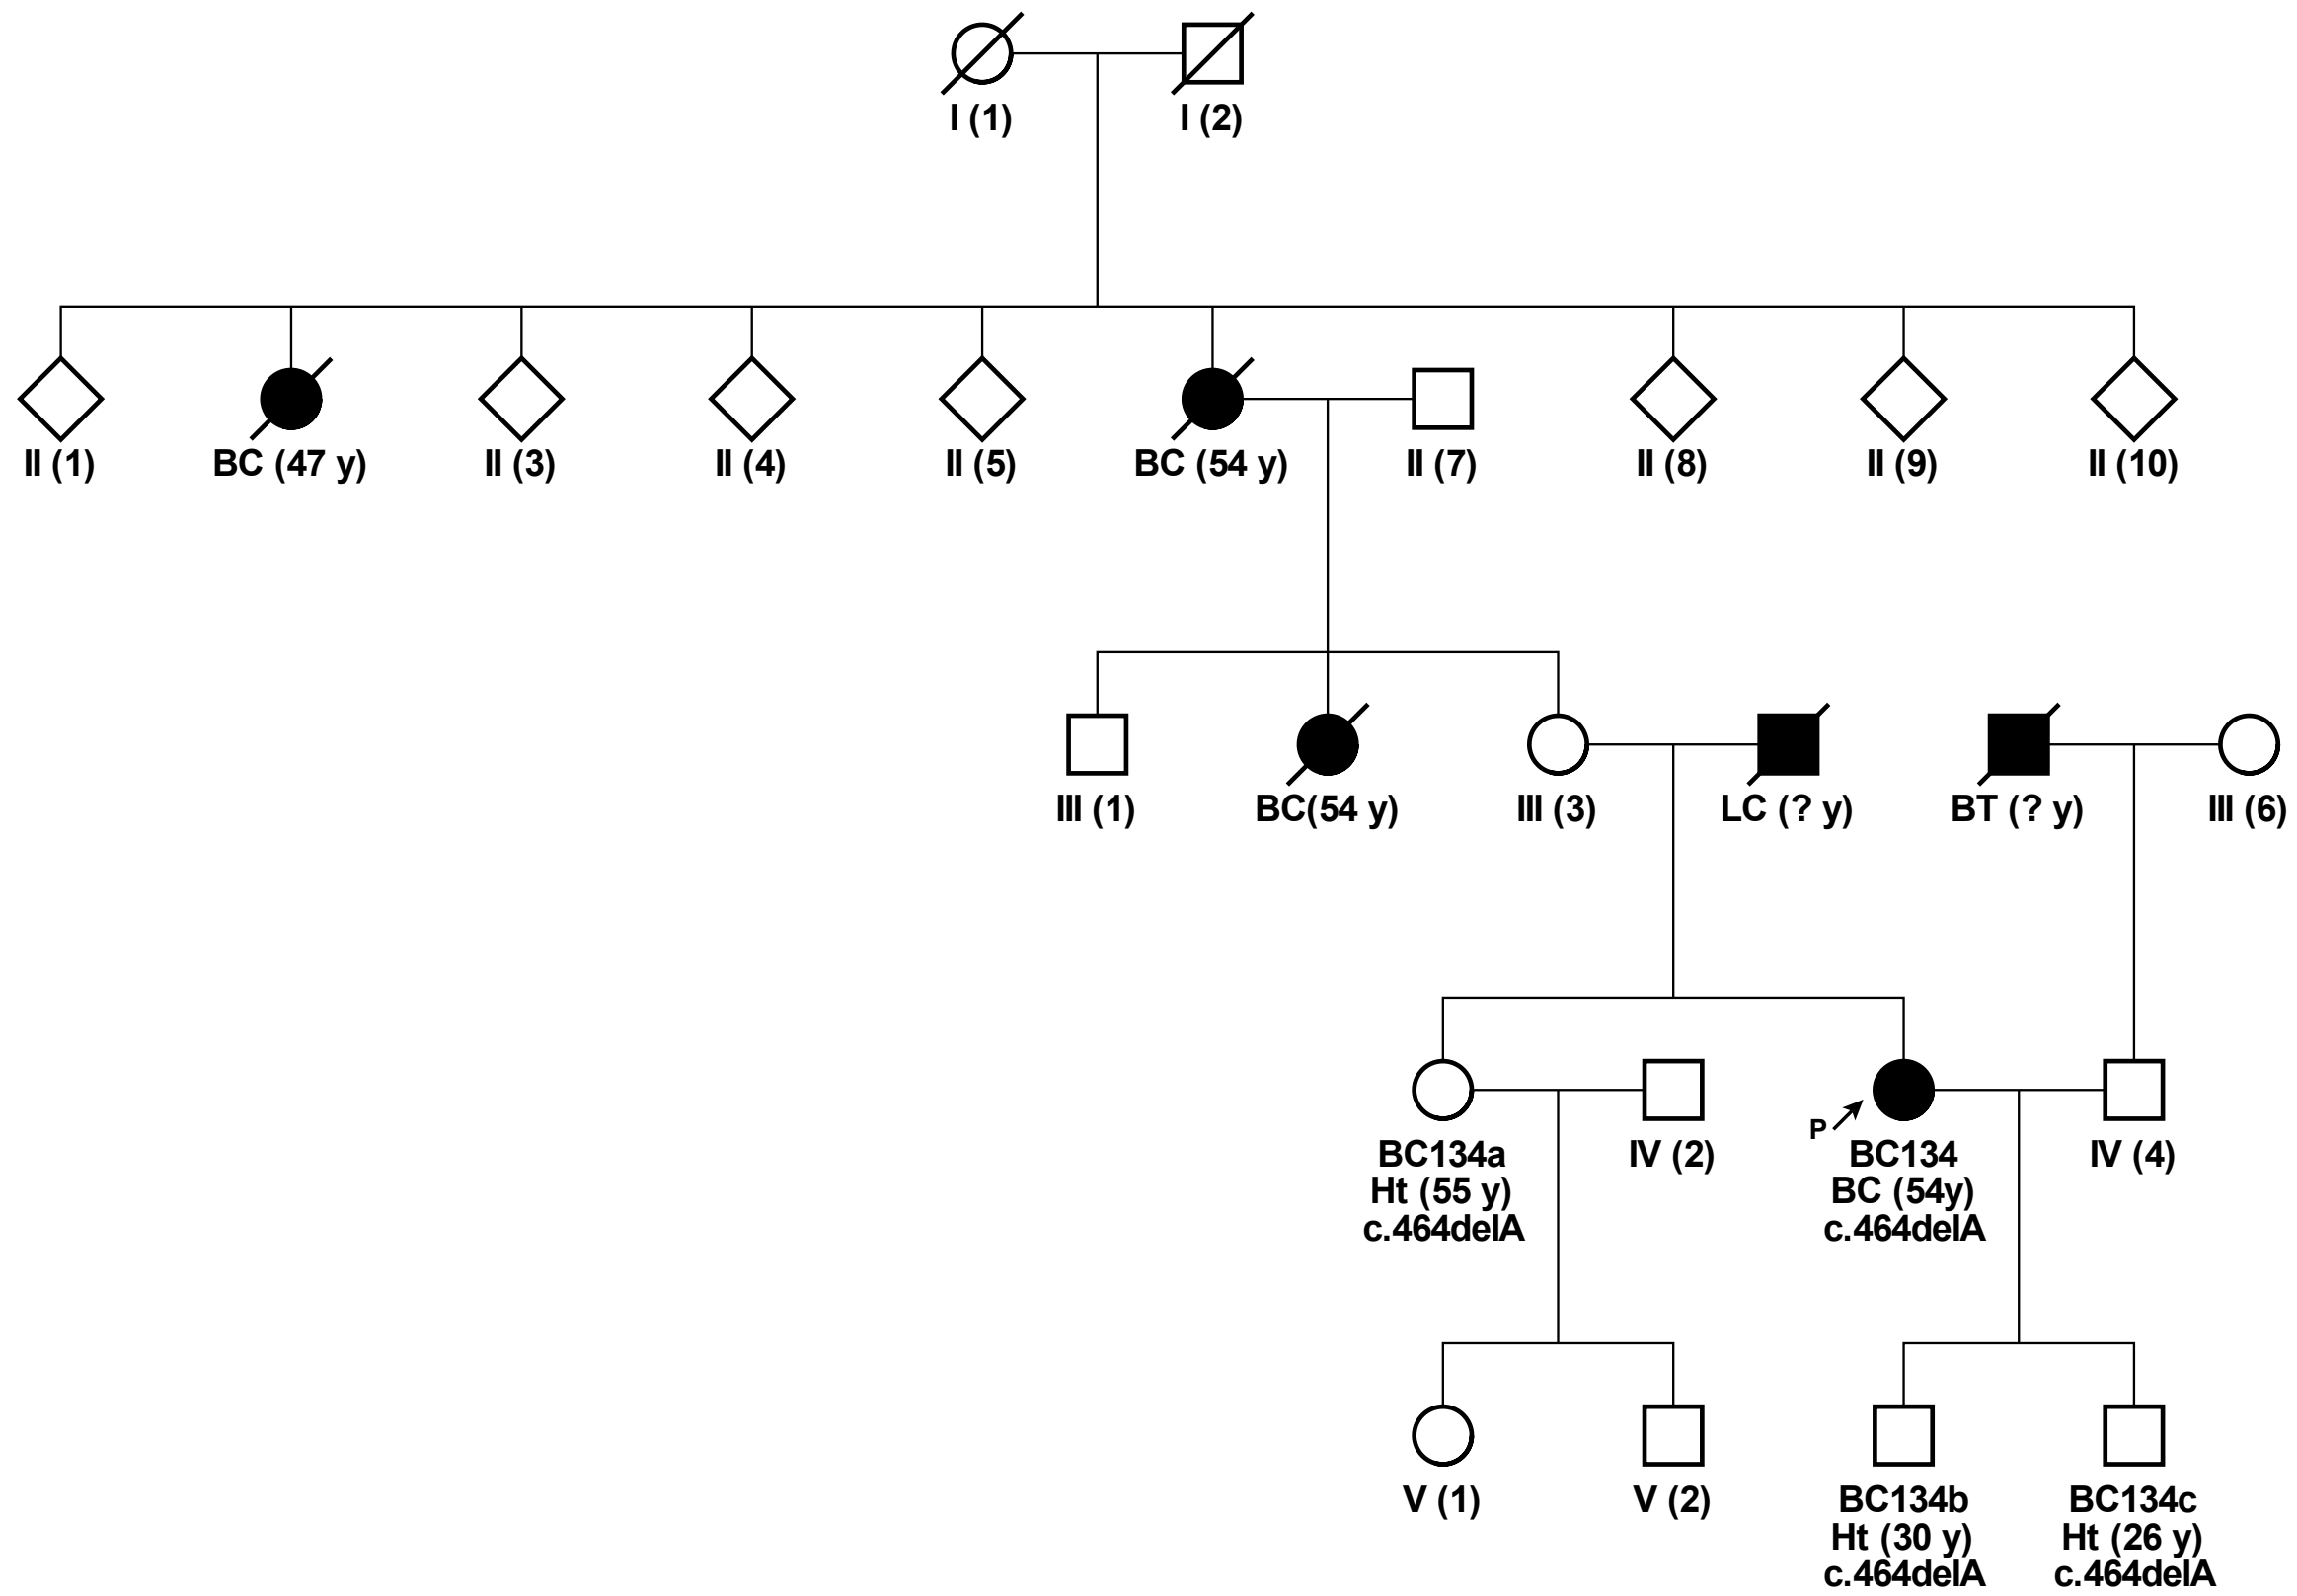 I (1)
I (2)
II (1)
BC (47 y)
II (3)
II (4)
II (5)
BC (54 y)
II (7)
II (8)
II (9)
II (10)
III (1)
BC(54 y)
III (3)
LC (? y)
BT (? y)
III (6)
BC134a
Ht (55 y)
c.464delA
IV (2)
P
BC134
BC (54y)
c.464delA
IV (4)
V (1)
V (2)
BC134b
Ht (30 y)
c.464delA
BC134c
Ht (26 y)
c.464delA